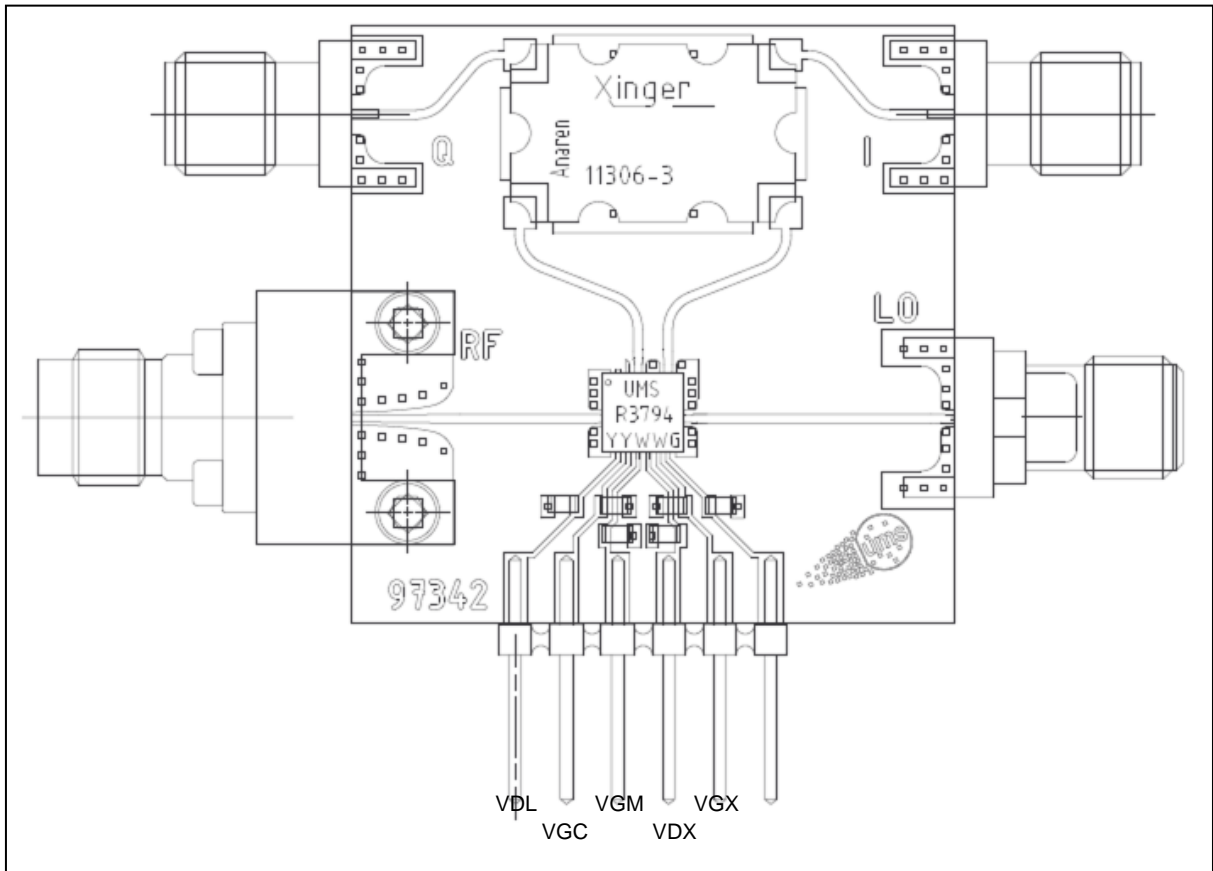 Xinger
Anaren
11306-3
Q
I
RF
LO
UMS
R3794
YYWWG
ums
97342
VDL
VGM
VGX
VGC
VDX